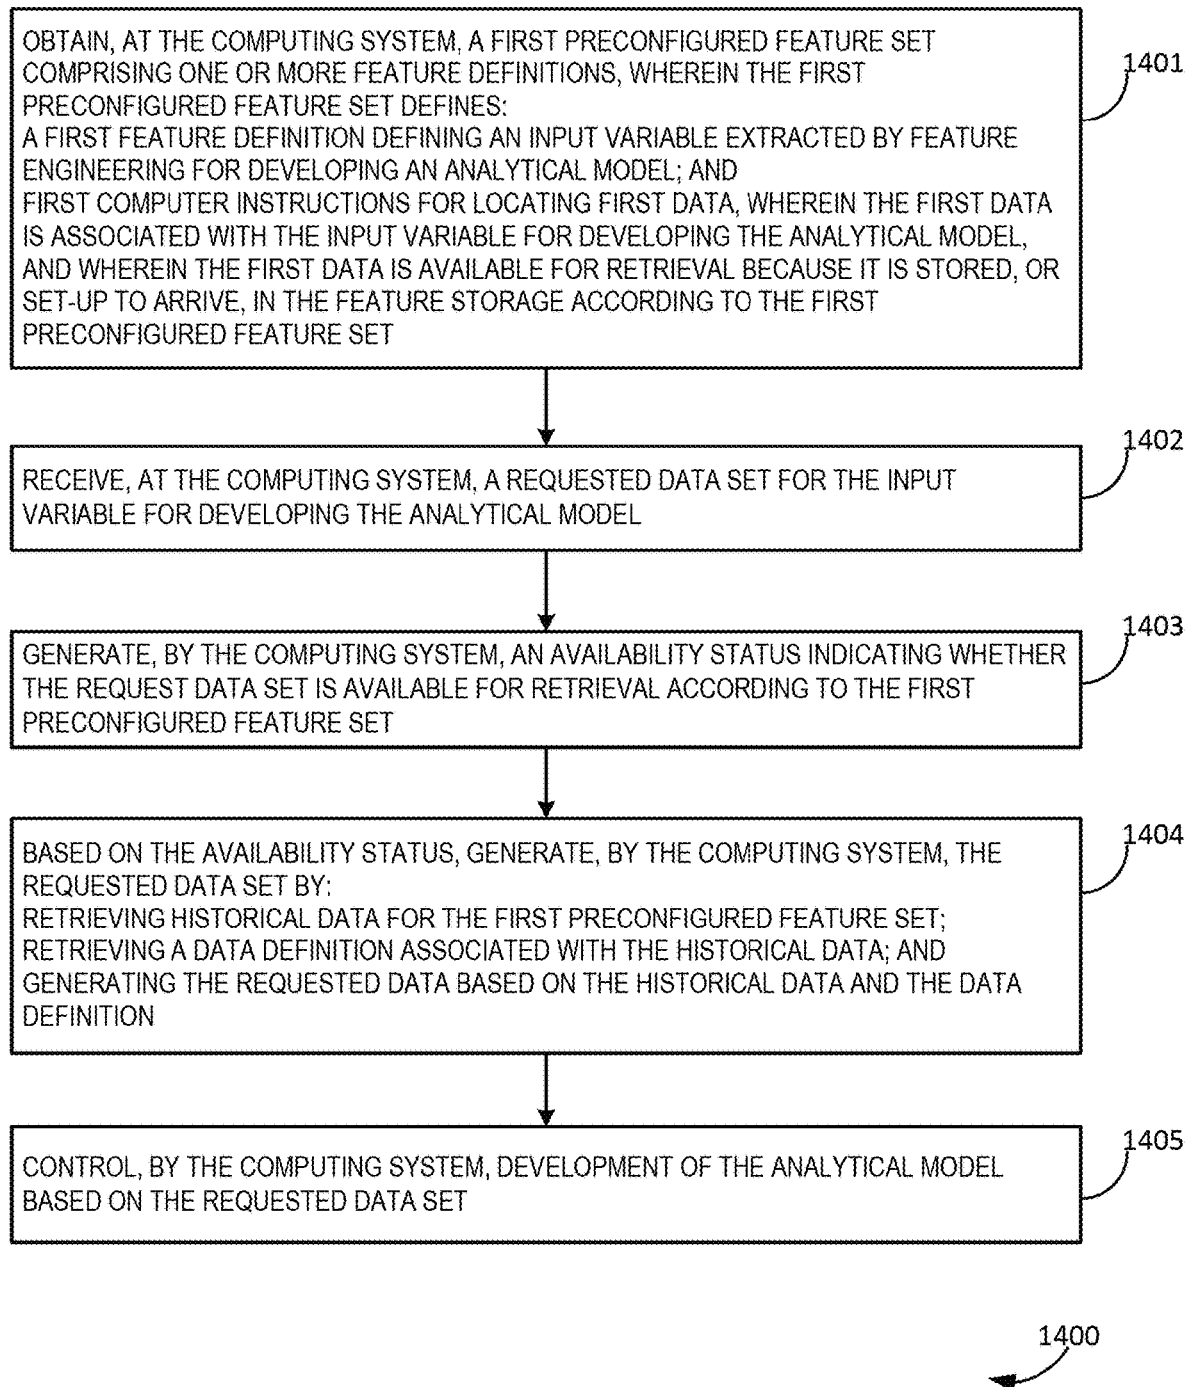 OBTAIN, AT THE COMPUTING SYSTEM, A FIRST PRECONFIGURED FEATURE SET
COMPRISING ONE OR MORE FEATURE DEFINITIONS, WHEREIN THE FIRST
PRECONFIGURED FEATURE SET DEFINES:
A FIRST FEATURE DEFINITION DEFINING AN INPUT VARIABLE EXTRACTED BY FEATURE
ENGINEERING FOR DEVELOPING AN ANALYTICAL MODEL; AND
FIRST COMPUTER INSTRUCTIONS FOR LOCATING FIRST DATA, WHEREIN THE FIRST DATA
IS ASSOCIATED WITH THE INPUT VARIABLE FOR DEVELOPING THE ANALYTICAL MODEL,
AND WHEREIN THE FIRST DATA IS AVAILABLE FOR RETRIEVAL BECAUSE IT IS STORED, OR
SET-UP TO ARRIVE, IN THE FEATURE STORAGE ACCORDING TO THE FIRST
PRECONFIGURED FEATURE SET
1401
RECEIVE, AT THE COMPUTING SYSTEM, A REQUESTED DATA SET FOR THE INPUT
VARIABLE FOR DEVELOPING THE ANALYTICAL MODEL
1402
GENERATE, BY THE COMPUTING SYSTEM, AN AVAILABILITY STATUS INDICATING WHETHER
THE REQUEST DATA SET IS AVAILABLE FOR RETRIEVAL ACCORDING TO THE FIRST
PRECONFIGURED FEATURE SET
1403
BASED ON THE AVAILABILITY STATUS, GENERATE, BY THE COMPUTING SYSTEM, THE
REQUESTED DATA SET BY:
RETRIEVING HISTORICAL DATA FOR THE FIRST PRECONFIGURED FEATURE SET;
RETRIEVING A DATA DEFINITION ASSOCIATED WITH THE HISTORICAL DATA; AND
GENERATING THE REQUESTED DATA BASED ON THE HISTORICAL DATA AND THE DATA
DEFINITION
1404
CONTROL, BY THE COMPUTING SYSTEM, DEVELOPMENT OF THE ANALYTICAL MODEL
BASED ON THE REQUESTED DATA SET
1405
1400